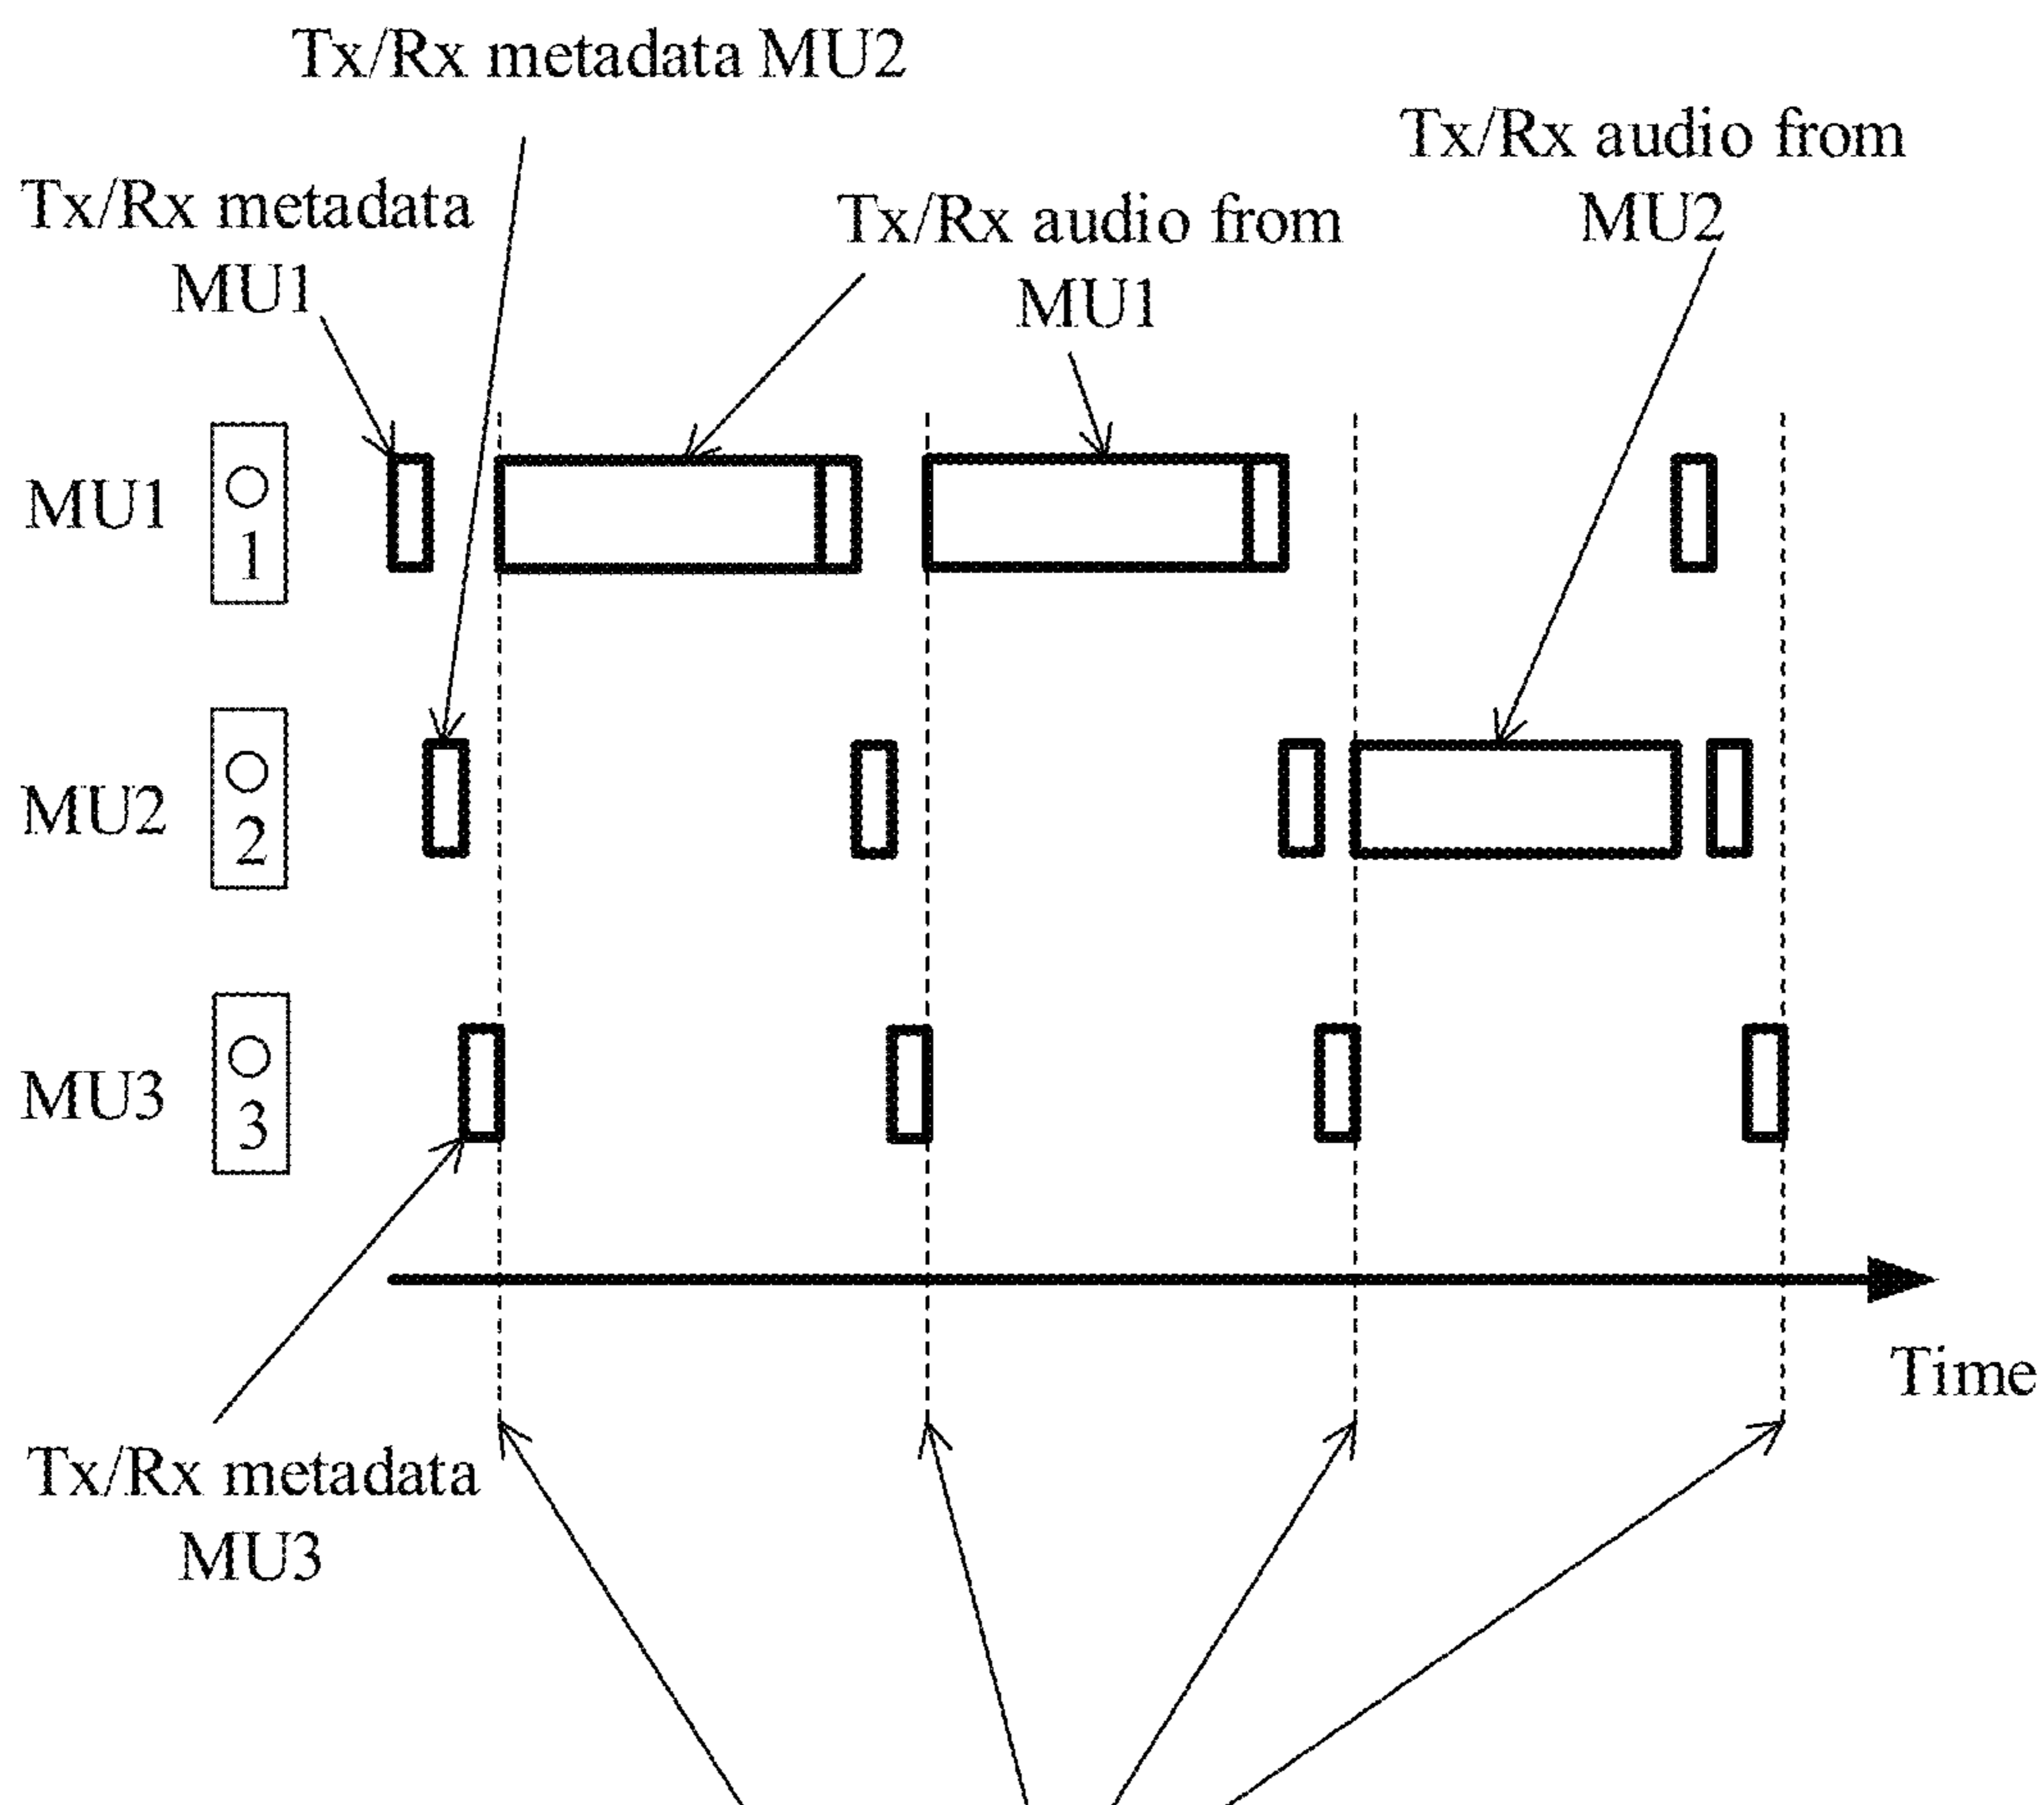 Tx/Rx metadata MU2
Tx/Rx audio from
MU2
Tx/Rx metadata
MU1
Tx/Rx audio from
MU1
MU1
1
MU2
2
MU3
3
Time
Tx/Rx metadata
MU3